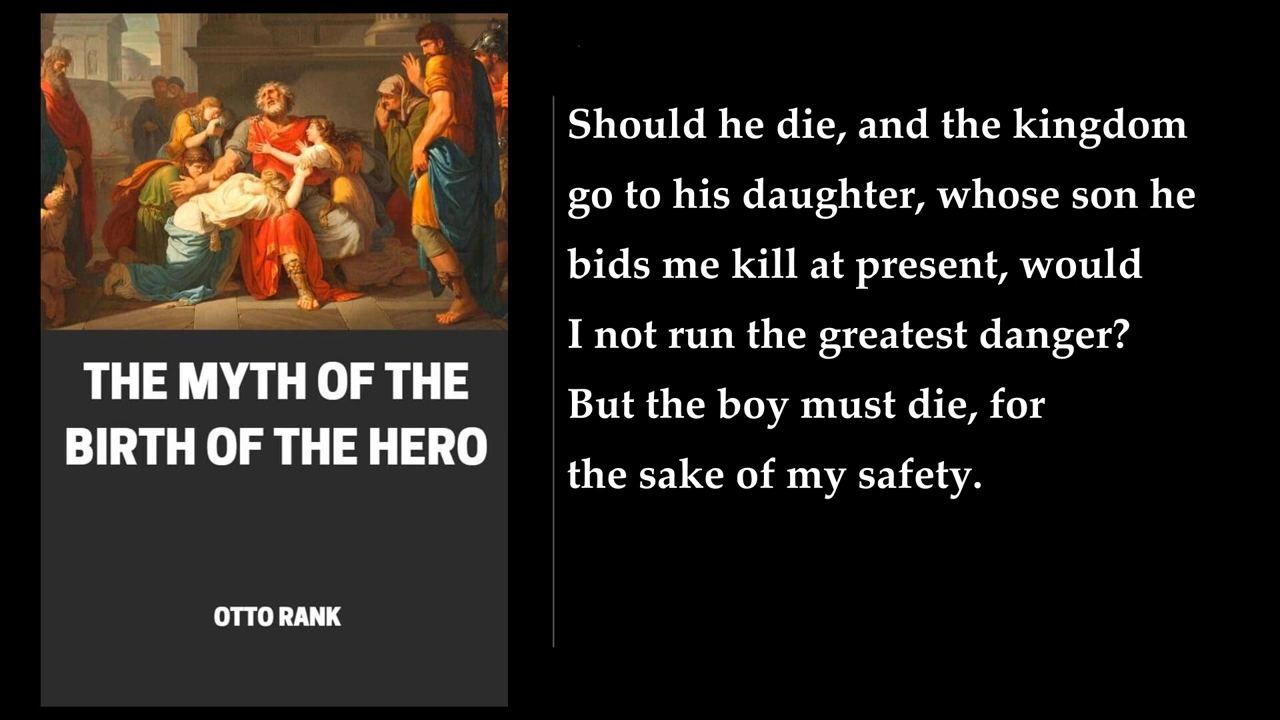 THE MYTH OF THE
BIRTH OF THE HERO
OTTO RANK
Should he die, and the kingdom
go to his daughter, whose son he
bids me kill at present, would
I not run the greatest danger?
But the boy must die, for
the sake of my safety.